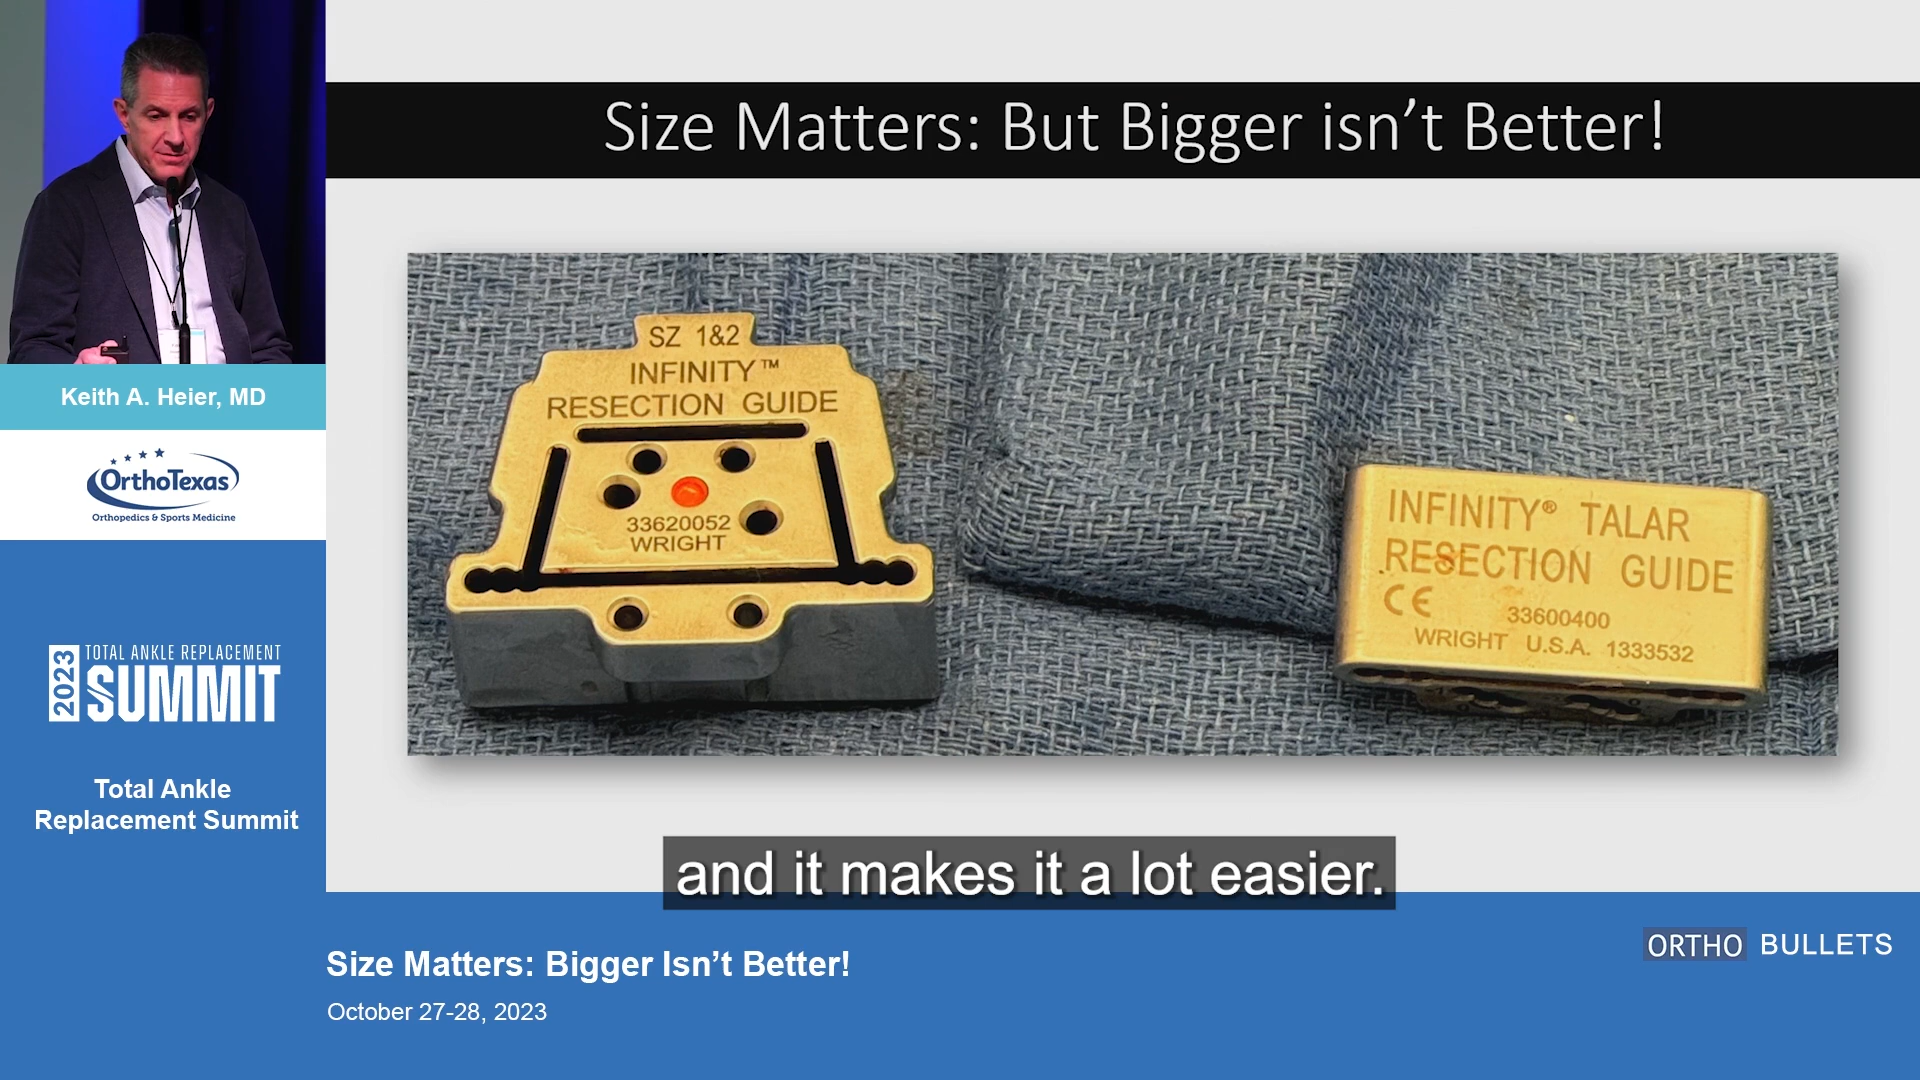 Size Matters: But Bigger isn’t Better!
SZ 1&2
INFINITY™
RESECTION GUIDE
33620052
WRIGHT
INFINITY® TALAR
RESECTION GUIDE
CE 33600400
WRIGHT U.S.A. 1333532
Keith A. Heier, MD
OrthoTexas
Orthopedics & Sports Medicine
2023
TOTAL ANKLE REPLACEMENT
SUMMIT
Total Ankle
Replacement Summit
and it makes it a lot easier.
Size Matters: Bigger Isn’t Better!
October 27-28, 2023
ORTHO BULLETS